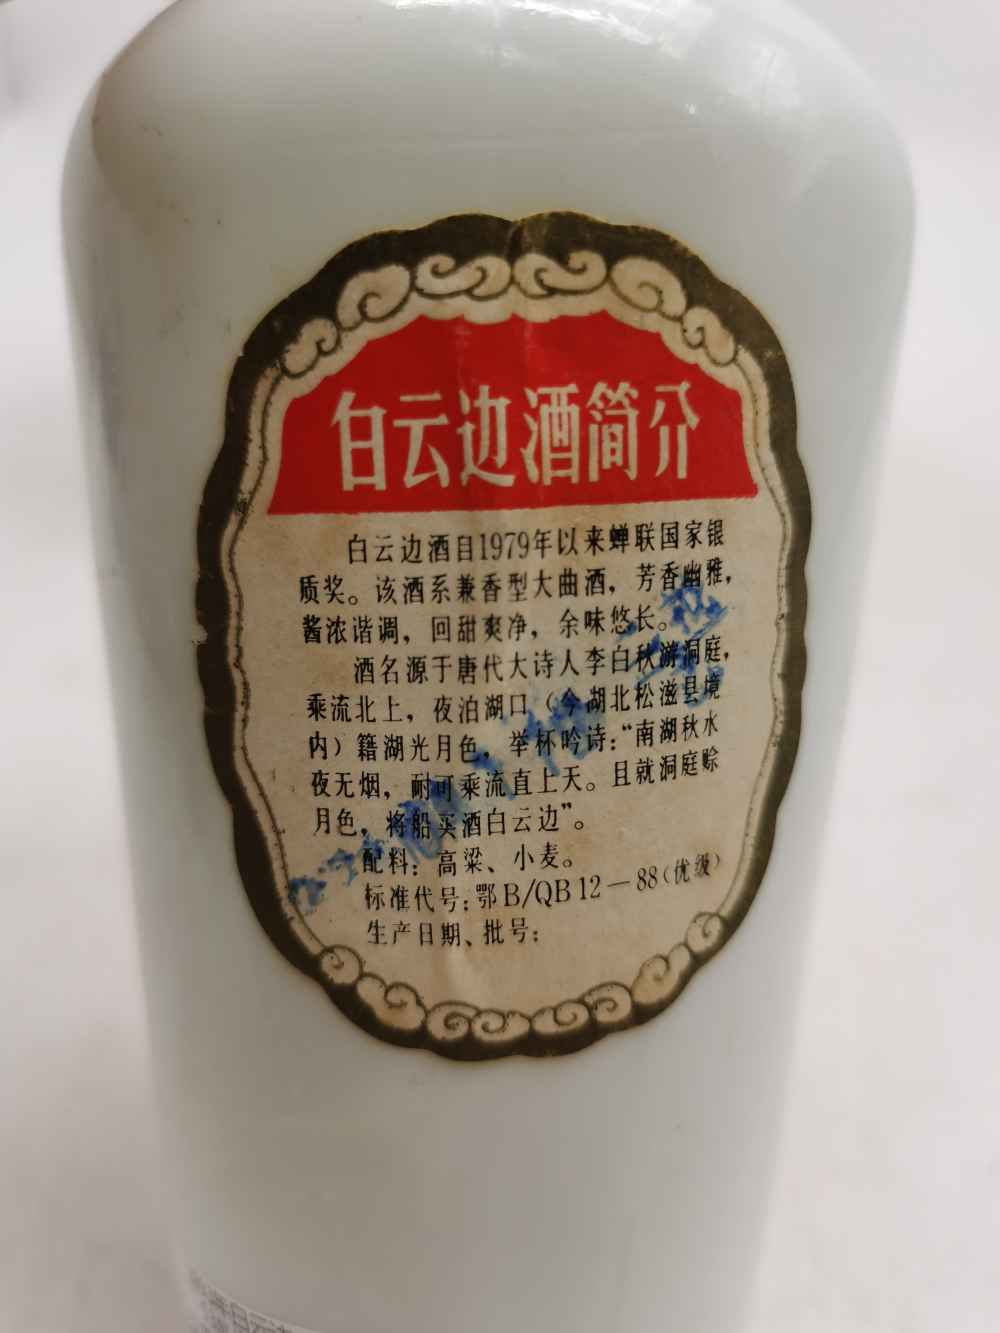 白云边酒简介
白云边酒自1979年以来蝉联国家银
质奖。该酒系兼香型大曲酒，芳香幽雅，
酱浓谐调，回甜爽净，余味悠长。
酒名源于唐代大诗人李白秋游洞庭，
乘流北上，夜泊湖口（今湖北松滋县境
内）籍湖光月色，举杯吟诗：“南湖秋水
夜无烟，耐可乘流直上天。且就洞庭赊
月色，将船买酒白云边”。
配料：高粱、小麦。
标准代号：鄂B/QB12－88（优级）
生产日期、批号：